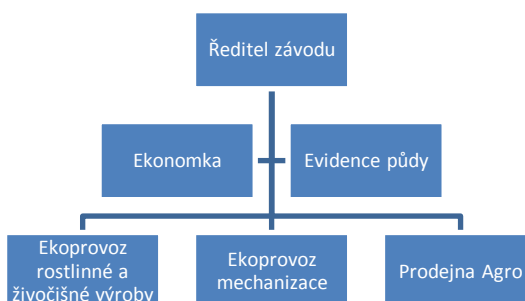 Ředitel závodu
Ekonomka
Evidence půdy
Ekoprovoz
rostlinné a
živočišné výroby
Ekoprovoz
mechanizace
Prodejna Agro